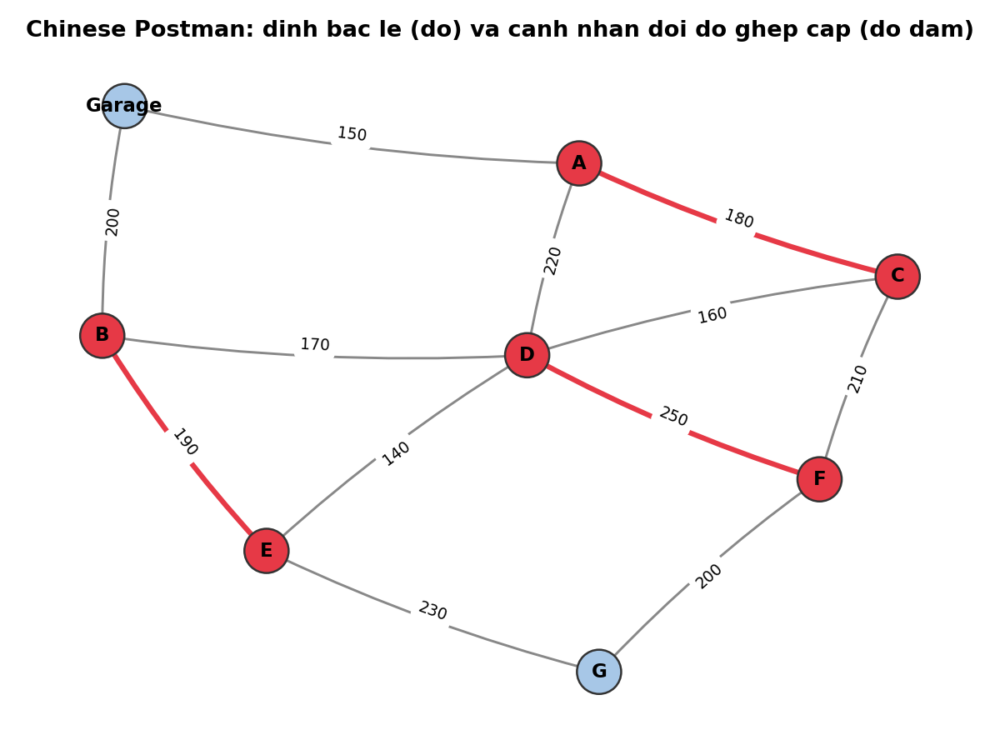 Chinese Postman: dinh bac le (do) va canh nhan doi do ghep cap (do dam)
Garage
150
A
180
200
220
C
160
B
170
D
210
250
190
140
F
E
200
230
G